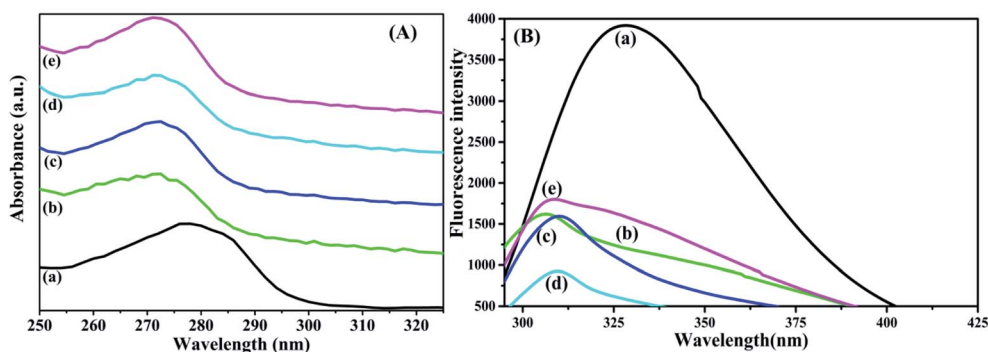 (A)
(e)
(d)
(c)
(b)
(a)
Absorbance (a.u.)
250 260 270 280 290 300 310 320
Wavelength (nm)
(B)
(a)
(e)
(c)
(b)
(d)
Fluorescence intensity
4000
3500
3000
2500
2000
1500
1000
500
295 325 350 375 400 425
Wavelength(nm)